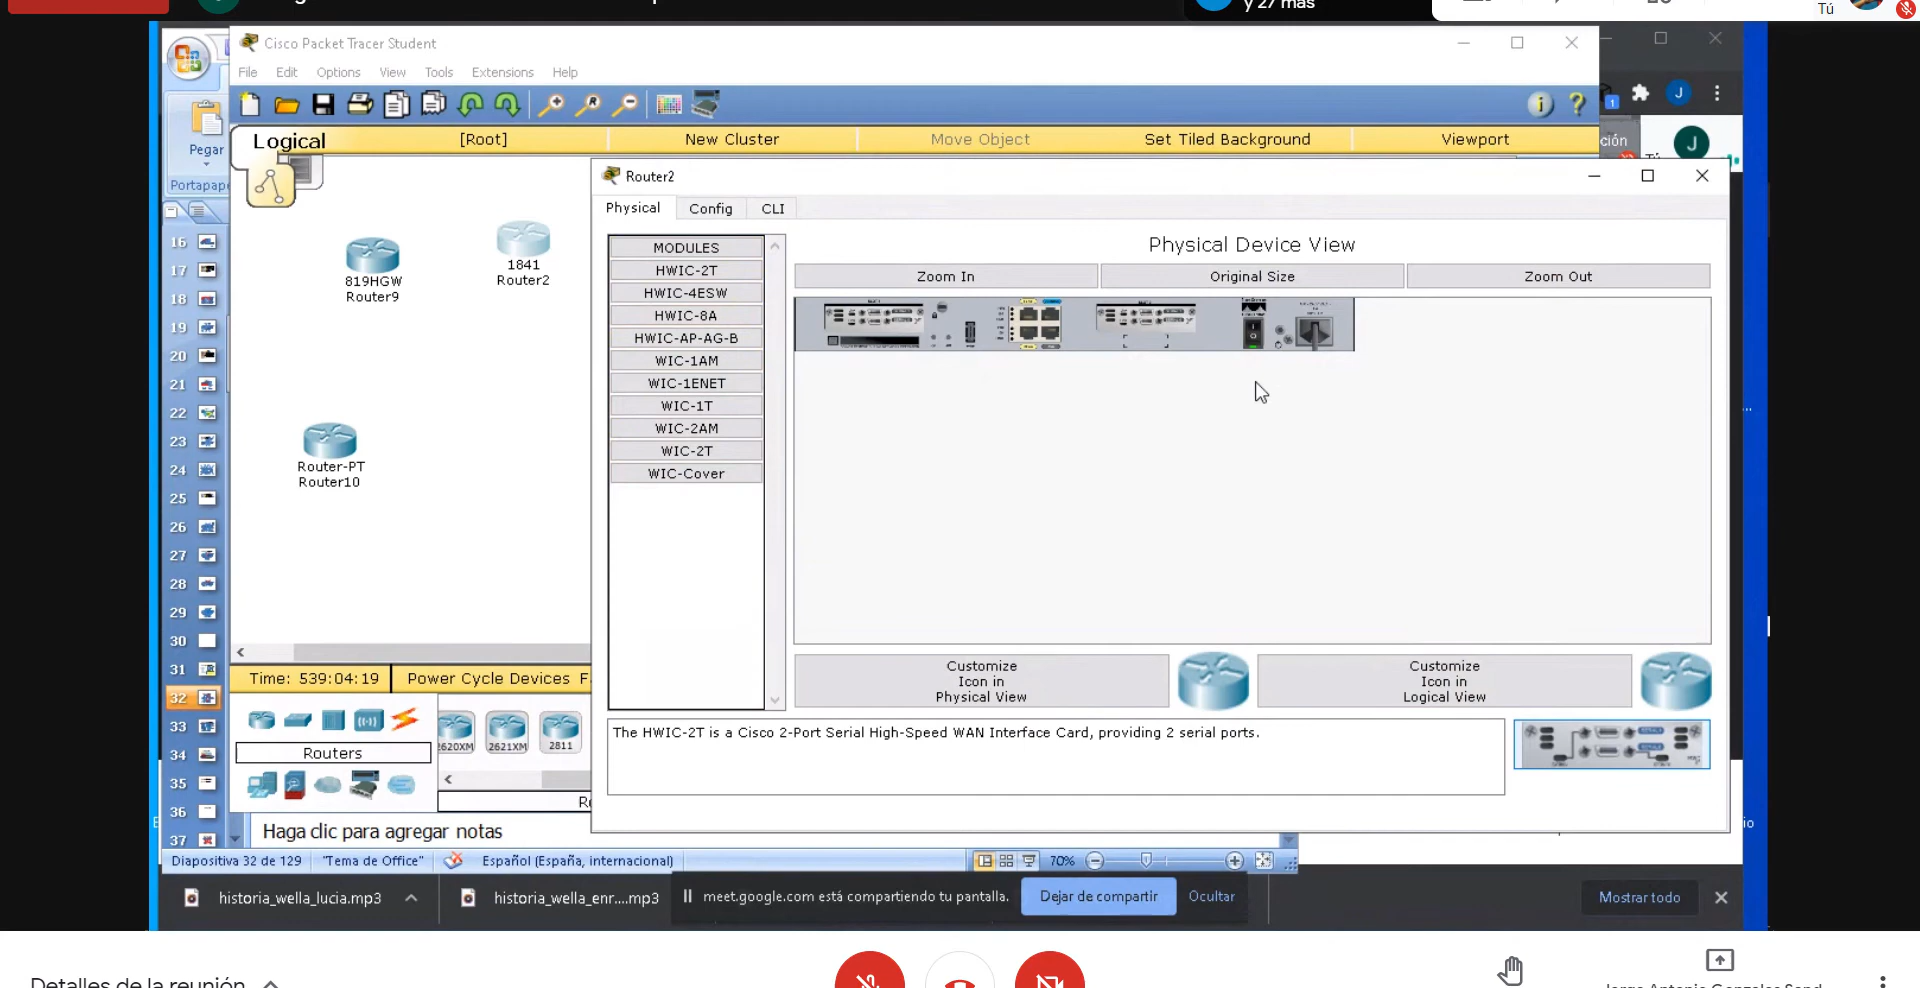 y 27 más
Tú
Cisco Packet Tracer Student
File Edit Options View Tools Extensions Help
Pegar
Portapap
Logical
[Root]
New Cluster
Move Object
Set Tiled Background
Viewport
ción
J
J
1
Router2
Physical
Config
CLI
16
17
18
19
20
21
22
23
24
25
26
27
28
29
30
31
32
33
34
35
36
37
819HGW
Router9
1841
Router2
Router-PT
Router10
MODULES
HWIC-2T
HWIC-4ESW
HWIC-8A
HWIC-AP-AG-B
WIC-1AM
WIC-1ENET
WIC-1T
WIC-2AM
WIC-2T
WIC-Cover
Physical Device View
Zoom In
Original Size
Zoom Out
Customize
Icon in
Physical View
Customize
Icon in
Logical View
Time: 539:04:19
Power Cycle Devices F
Routers
2620XM
2621XM
2811
The HWIC-2T is a Cisco 2-Port Serial High-Speed WAN Interface Card, providing 2 serial ports.
Haga clic para agregar notas
io
Diapositiva 32 de 129
"Tema de Office"
Español (España, internacional)
70%
historia_wella_lucia.mp3
historia_wella_enr....mp3
meet.google.com está compartiendo tu pantalla.
Dejar de compartir
Ocultar
Mostrar todo
Detalles de la reunión